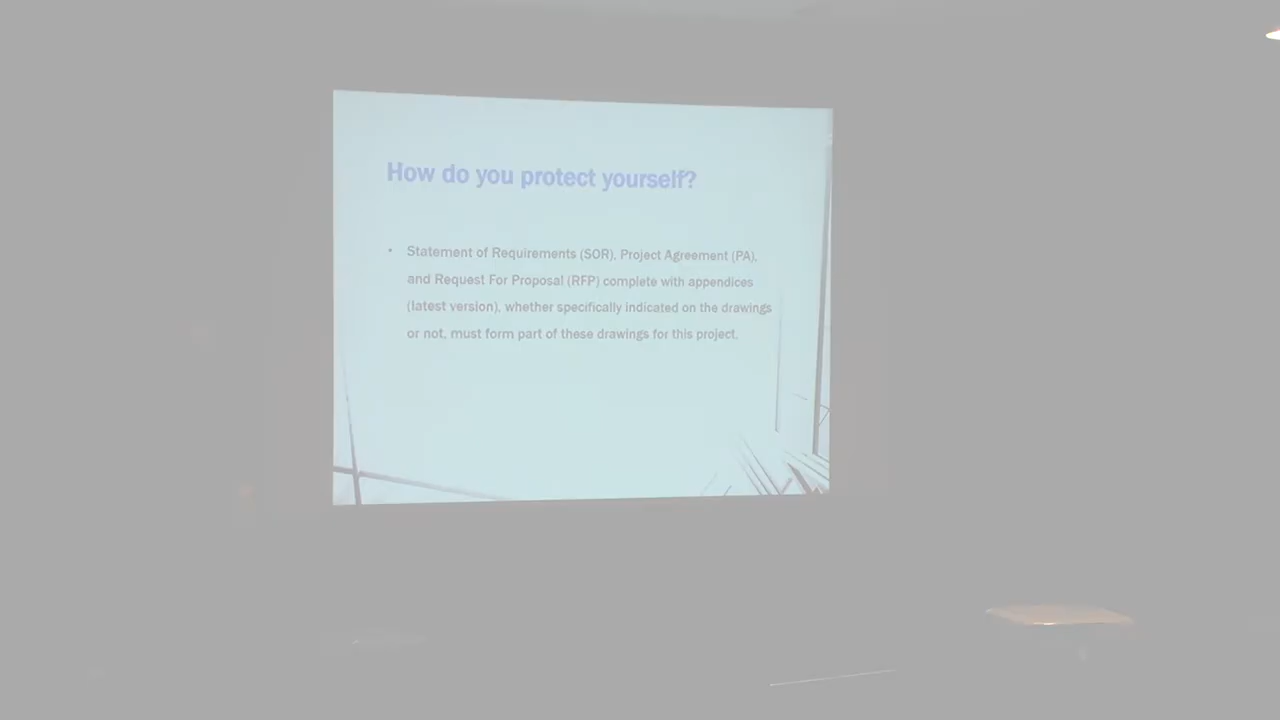 How do you protect yourself?
• Statement of Requirements (SOR), Project Agreement (PA),
and Request For Proposal (RFP) complete with appendices
(latest version), whether specifically indicated on the drawings
or not, must form part of these drawings for this project.